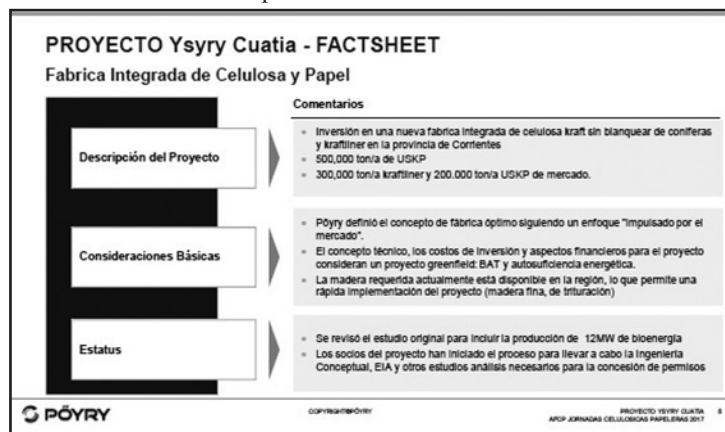 PROYECTO Ysyry Cuatia - FACTSHEET
Fabrica Integrada de Celulosa y Papel
Comentarios
Descripción del Proyecto
Inversión en una nueva fabrica integrada de celulosa kraft sin blanquear de coníferas
y kraftliner en la provincia de Corrientes
500,000 ton/a de USKP
300,000 ton/a kraftliner y 200.000 ton/a USKP de mercado.
Consideraciones Básicas
Pöyry definió el concepto de fábrica óptimo siguiendo un enfoque "impulsado por el
mercado".
El concepto técnico, los costos de inversión y aspectos financieros para el proyecto
consideran un proyecto greenfield: BAT y autosuficiencia energética.
La madera requerida actualmente está disponible en la región, lo que permite una
rápida implementación del proyecto (madera fina, de trituración)
Estatus
Se revisó el estudio original para incluir la producción de 12MW de bioenergía
Los socios del proyecto han iniciado el proceso para llevar a cabo la Ingeniería
Conceptual, EIA y otros estudios análisis necesarios para la concesión de permisos
PÖYRY
COPYRIGHT©PÖYRY
PROYECTO YSYRY CUATIA
AFCP JORNADAS CELULOSICAS PAPELERAS 2017